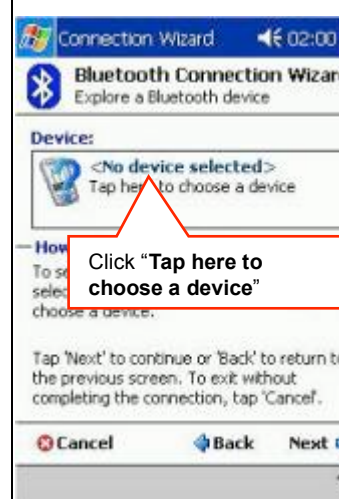 Connection Wizard 02:00
Bluetooth Connection Wizar
Explore a Bluetooth device
Device:
<No device selected>
Tap here to choose a device
How
To se
selec
choose a device.
Click “Tap here to
choose a device”
Tap 'Next' to continue or 'Back' to return to
the previous screen. To exit without
completing the connection, tap 'Cancel'.
Cancel Back Next